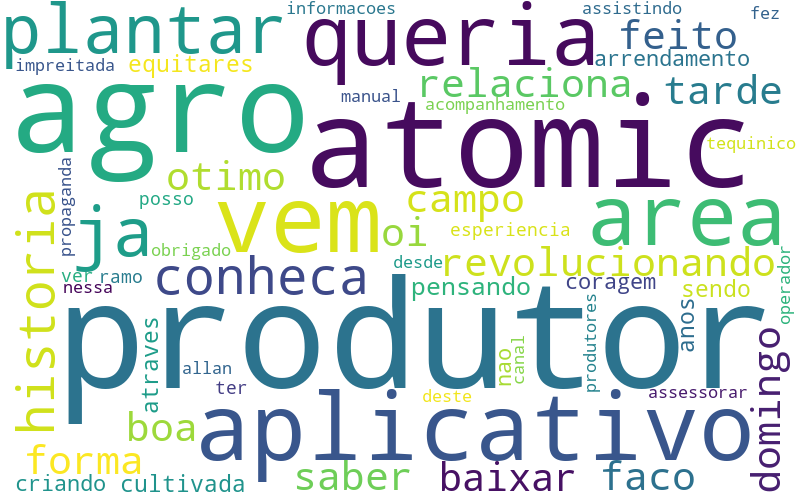 informacoes assistindo fez
plantar queria feito
impreitada equitares arrendamento
agro manual relaciona tarde
acompanhamento
atomic tequinico
propaganda otimo campo
posso
historia ja vem oi area
esperiencia
obrigado
ver ramo desde revolucionando operador
nessa conheca pensando coragem sendo
produtor produtores anos
atraves allan nao canal
ter deste assessorar
boa aplicativo domingo
forma saber baixar faco
criando cultivada